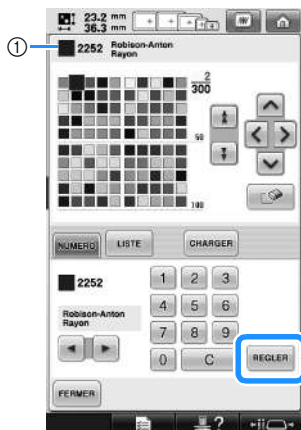 23.2 mm
36.3 mm
1
2252 Robison-Anton
Rayon
2
300
50
100
NUMERO LISTE CHARGER
2252
Robison-Anton
Rayon
1 2 3
4 5 6
7 8 9
0 C
REGLER
FERMER
?